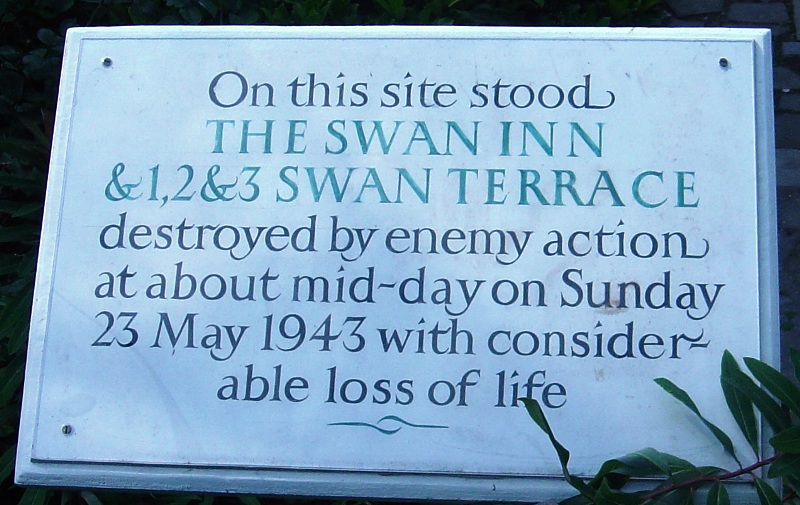 On this site stood
THE SWAN INN
&1,2&3 SWAN TERRACE
destroyed by enemy action
at about mid-day on Sunday
23 May 1943 with consider-
able loss of life